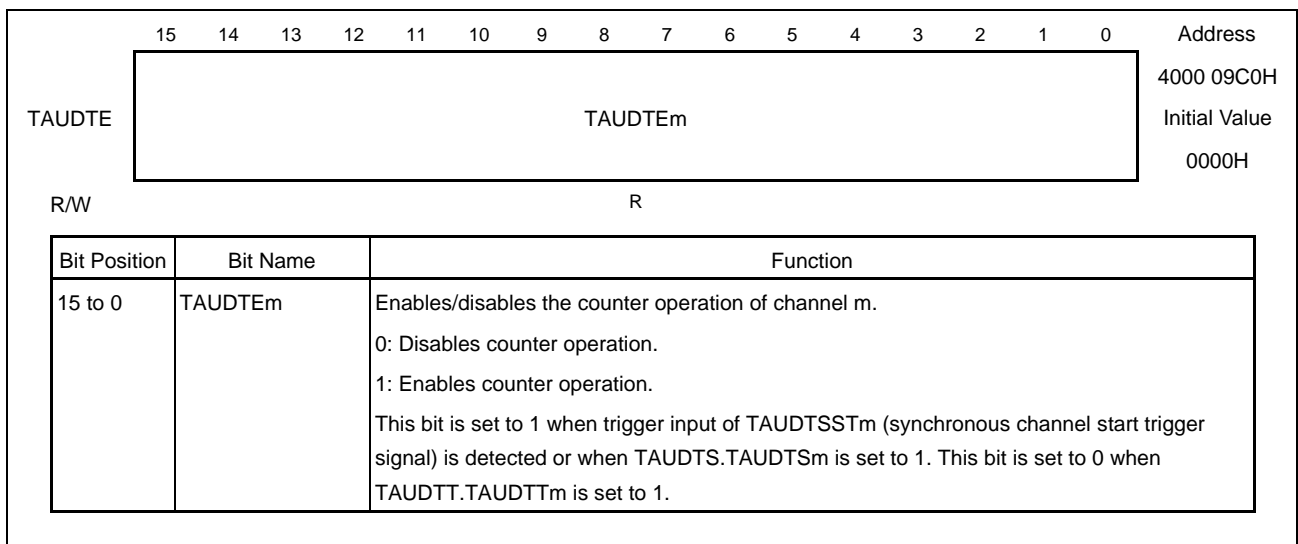 15 14 13 12 11 10 9 8 7 6 5 4 3 2 1 0 Address
4000 09C0H
TAUDTE TAUDTEm Initial Value
0000H
R/W R
Bit Position Bit Name Function
15 to 0 TAUDTEm Enables/disables the counter operation of channel m.
0: Disables counter operation.
1: Enables counter operation.
This bit is set to 1 when trigger input of TAUDTSSTm (synchronous channel start trigger
signal) is detected or when TAUDTS.TAUDTSm is set to 1. This bit is set to 0 when
TAUDTT.TAUDTTm is set to 1.